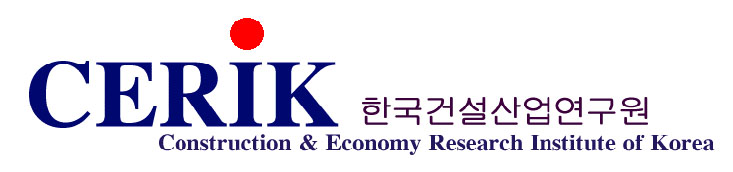 CERIK 한국건설산업연구원
Construction & Economy Research Institute of Korea